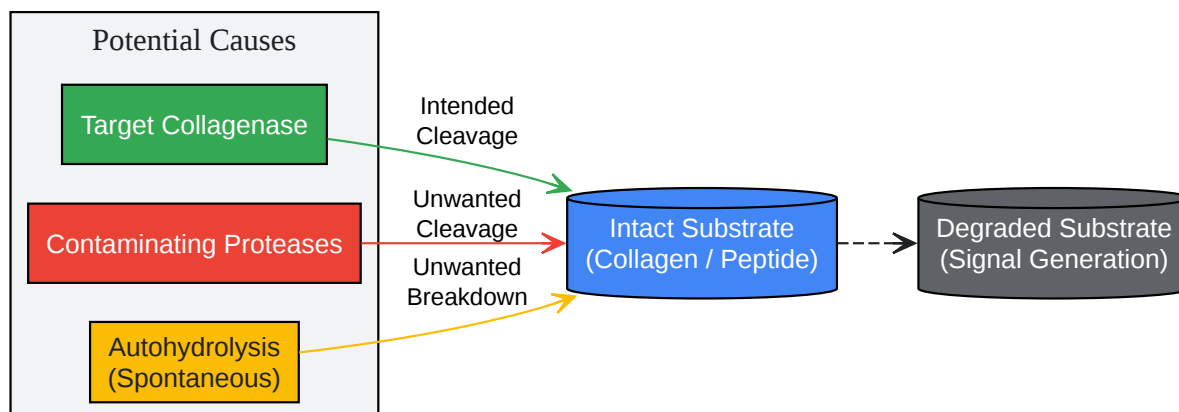 Potential Causes
Target Collagenase
Intended
Cleavage
Contaminating Proteases
Unwanted
Cleavage
Intact Substrate
(Collagen / Peptide)
Degraded Substrate
(Signal Generation)
Unwanted
Breakdown
Autohydrolysis
(Spontaneous)